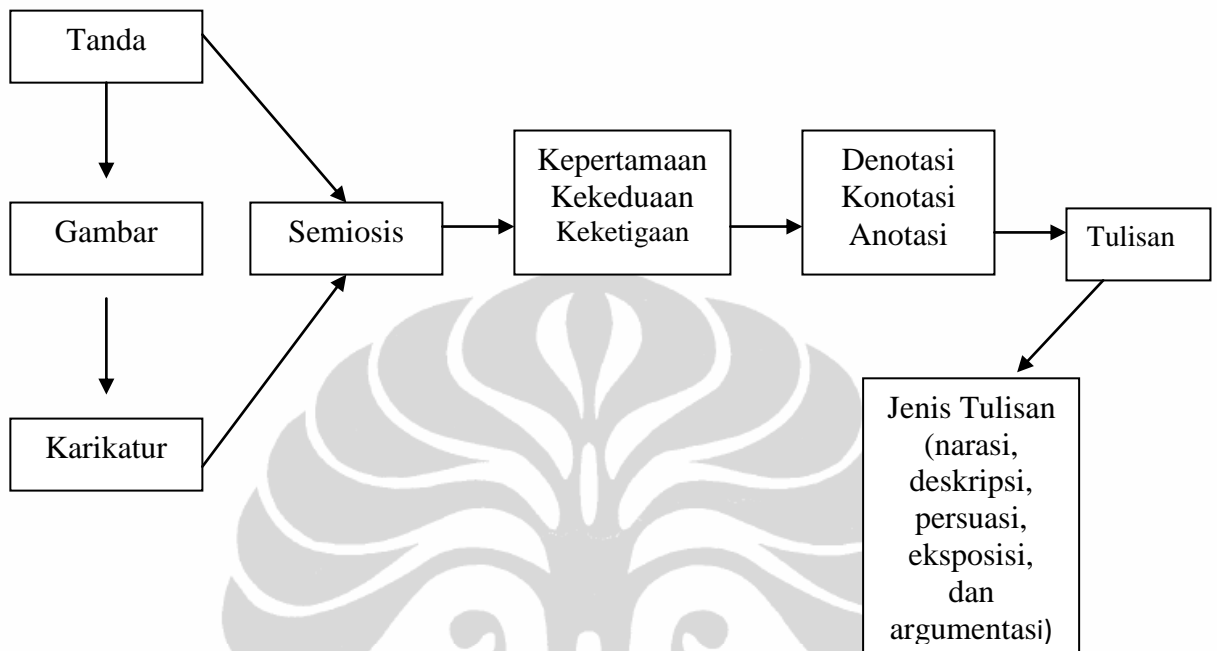 Tanda
Gambar
Karikatur
Semiosis
Kepertamaan
Kekeduaan
Keketigaan
Denotasi
Konotasi
Anotasi
Tulisan
Jenis Tulisan
(narasi,
deskripsi,
persuasi,
eksposisi,
dan
argumentasi)